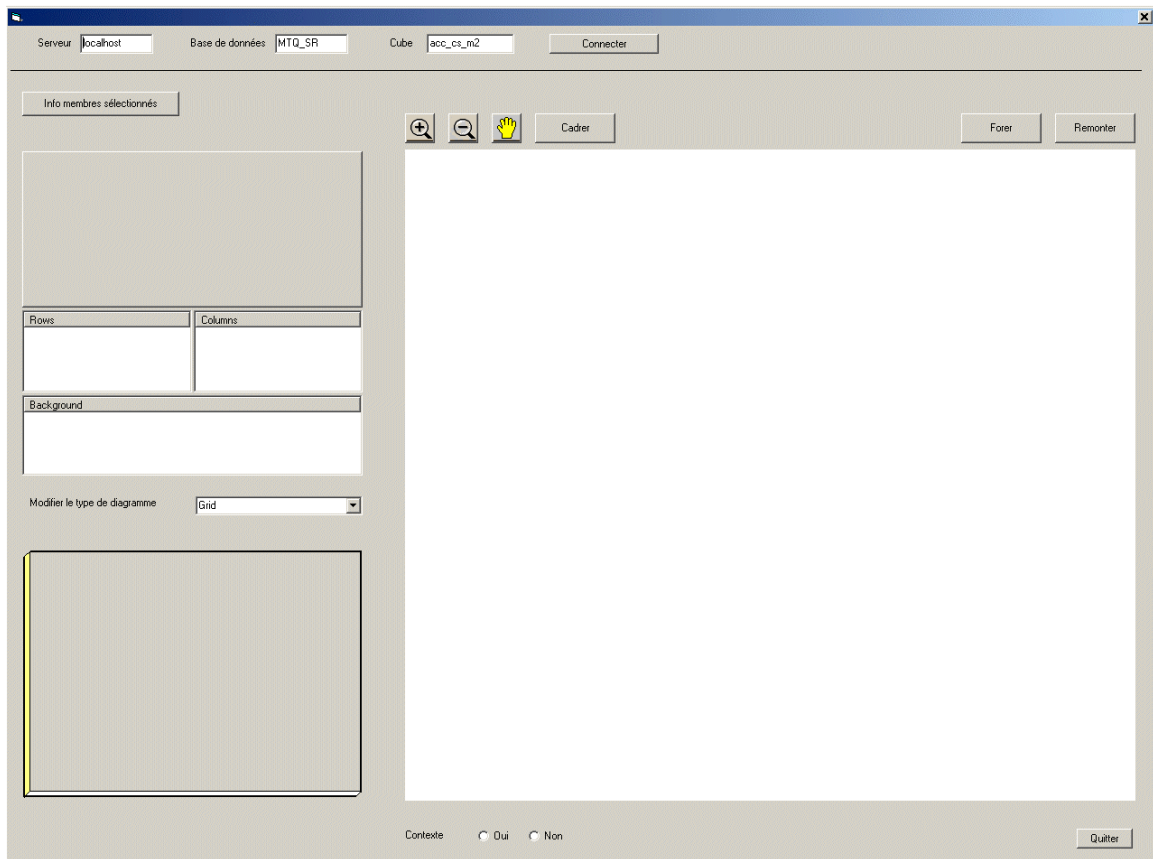 Serveur localhost Base de données MTQ_SR Cube acc_cs_m2 Connecter
Info membres sélectionnés
Cadrer Forer Remonter
Rows Columns
Background
Modifier le type de diagramme Grid
Contexte Oui Non Quitter